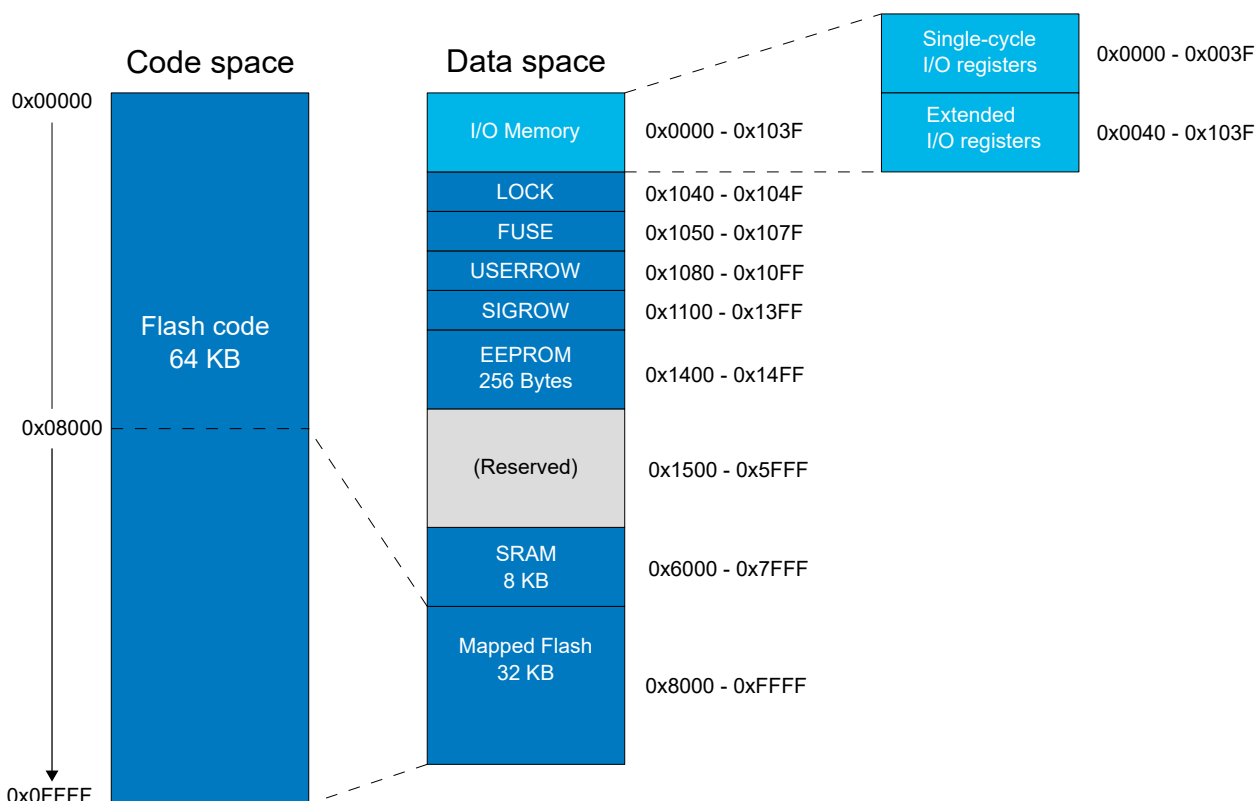 Code space
0x00000
Flash code
64 KB
0x08000
0x0FFFF
Data space
I/O Memory
0x0000 - 0x103F
LOCK
0x1040 - 0x104F
FUSE
0x1050 - 0x107F
USERROW
0x1080 - 0x10FF
SIGROW
0x1100 - 0x13FF
EEPROM
256 Bytes
0x1400 - 0x14FF
(Reserved)
0x1500 - 0x5FFF
SRAM
8 KB
0x6000 - 0x7FFF
Mapped Flash
32 KB
0x8000 - 0xFFFF
Single-cycle
I/O registers
0x0000 - 0x003F
Extended
I/O registers
0x0040 - 0x103F